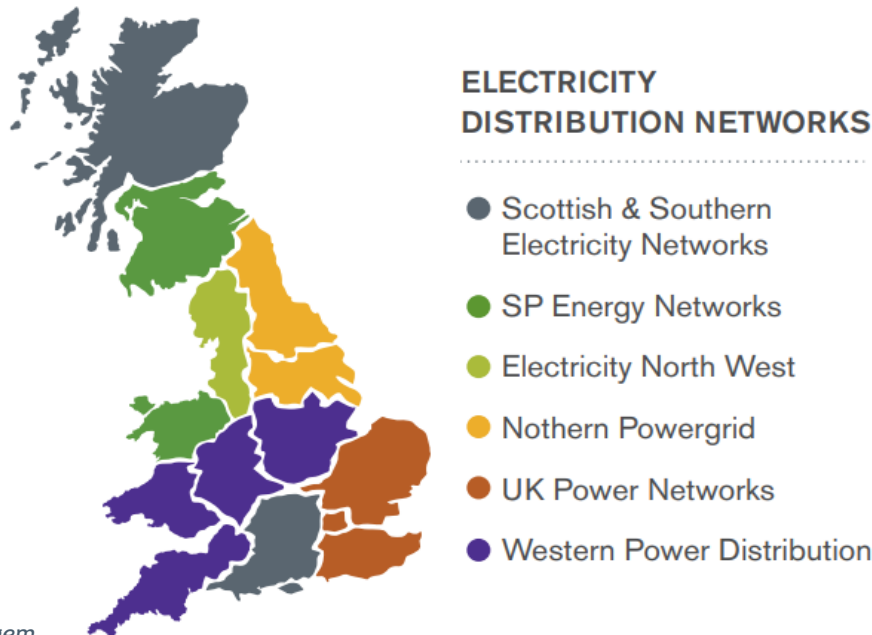 ELECTRICITY
DISTRIBUTION NETWORKS
Scottish & Southern
Electricity Networks
SP Energy Networks
Electricity North West
Nothern Powergrid
UK Power Networks
Western Power Distribution